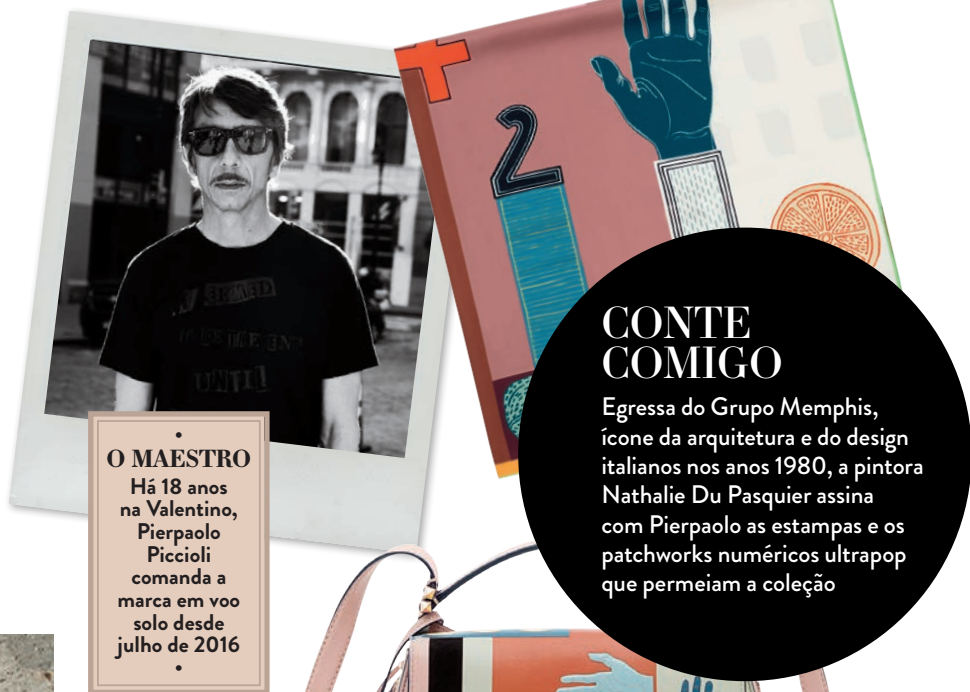 2
O MAESTRO
Há 18 anos
na Valentino,
Pierpaolo
Piccioli
comanda a
marca em voo
solo desde
julho de 2016
CONTE
COMIGO
Egressa do Grupo Memphis,
ícone da arquitetura e do design
italianos nos anos 1980, a pintora
Nathalie Du Pasquier assina
com Pierpaolo as estampas e os
patchworks numéricos ultrapop
que permeiam a coleção